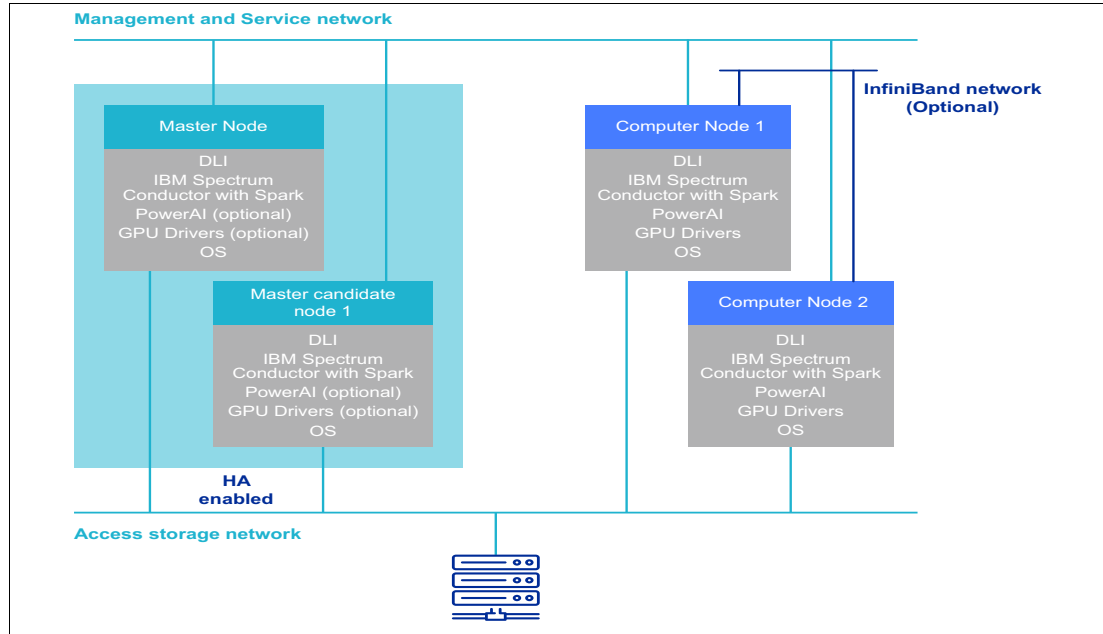 Management and Service network
InfiniBand network
(Optional)
Master Node
DLI
IBM Spectrum
Conductor with Spark
PowerAI (optional)
GPU Drivers (optional)
OS
Computer Node 1
DLI
IBM Spectrum
Conductor with Spark
PowerAI
GPU Drivers
OS
Master candidate
node 1
DLI
IBM Spectrum
Conductor with Spark
PowerAI (optional)
GPU Drivers (optional)
OS
Computer Node 2
DLI
IBM Spectrum
Conductor with Spark
PowerAI
GPU Drivers
OS
HA
enabled
Access storage network